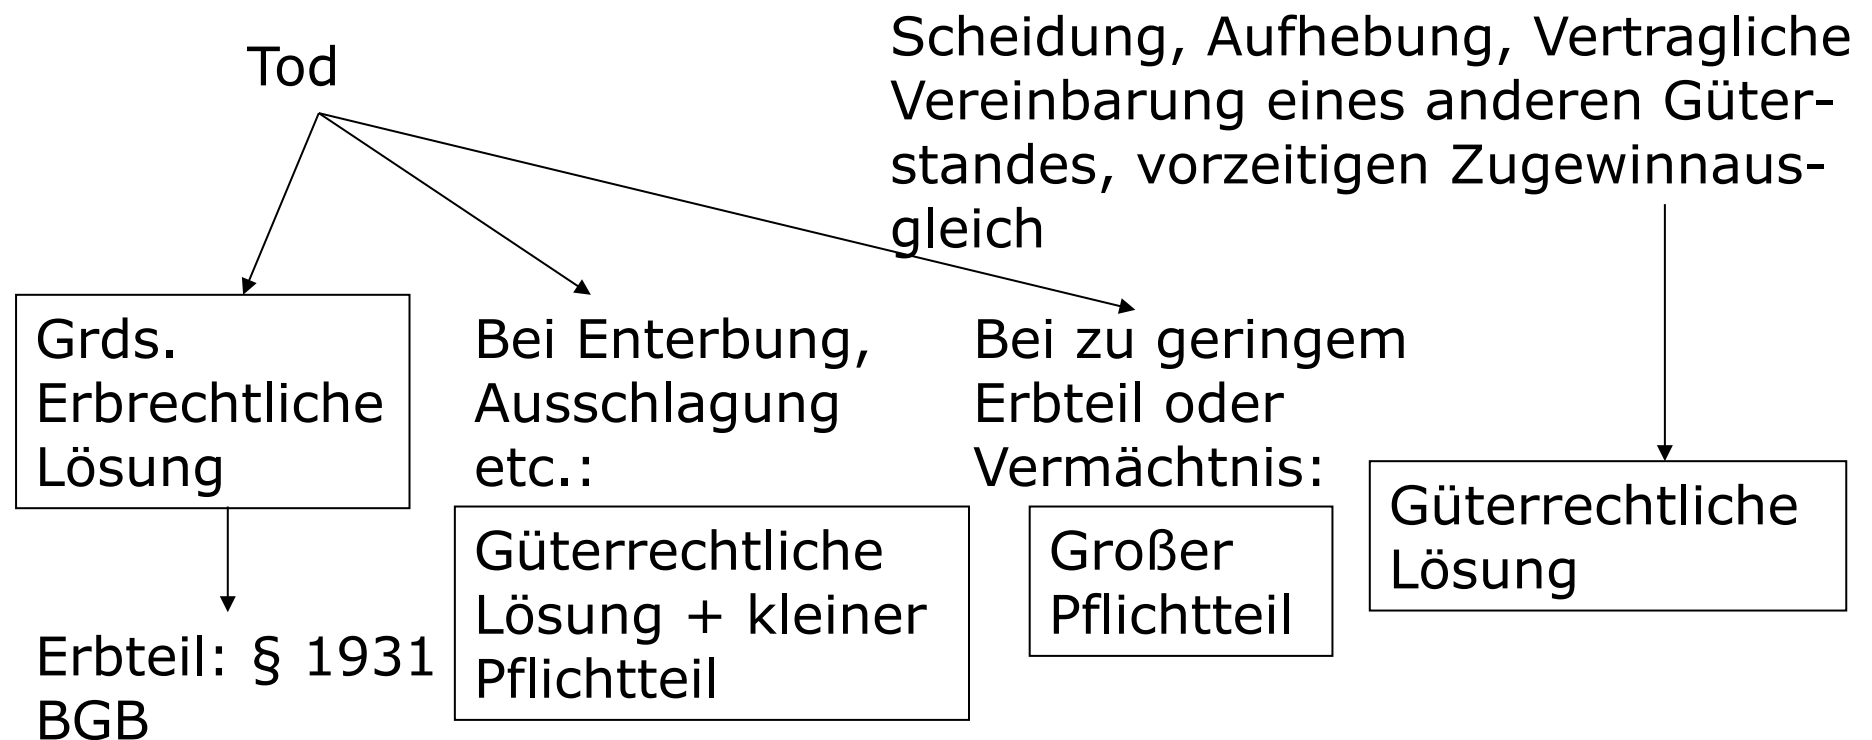 Tod
Scheidung, Aufhebung, Vertragliche
Vereinbarung eines anderen Güter-
standes, vorzeitigen Zugewinnaus-
gleich
Grds.
Erbrechtliche
Lösung
Erbteil: § 1931
BGB
Bei Enterbung,
Ausschlagung
etc.:
Güterrechtliche
Lösung + kleiner
Pflichtteil
Bei zu geringem
Erbteil oder
Vermächtnis:
Großer
Pflichtteil
Güterrechtliche
Lösung